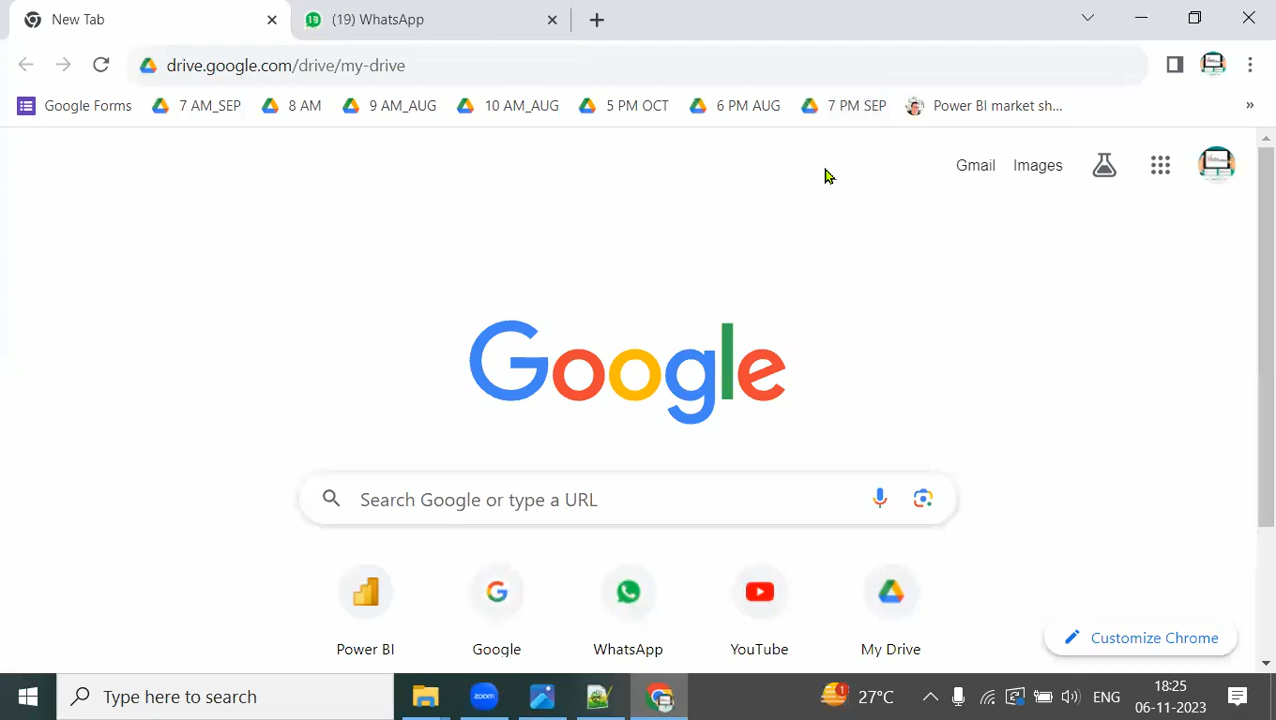 New Tab
(19) WhatsApp
drive.google.com/drive/my-drive
Google Forms 7 AM_SEP 8 AM 9 AM_AUG 10 AM_AUG 5 PM OCT 6 PM AUG 7 PM SEP Power BI market sh... »
Gmail Images
Google
Search Google or type a URL
Power BI Google WhatsApp YouTube My Drive
Customize Chrome
Type here to search
zoom
1 27°C
ENG
18:25
06-11-2023